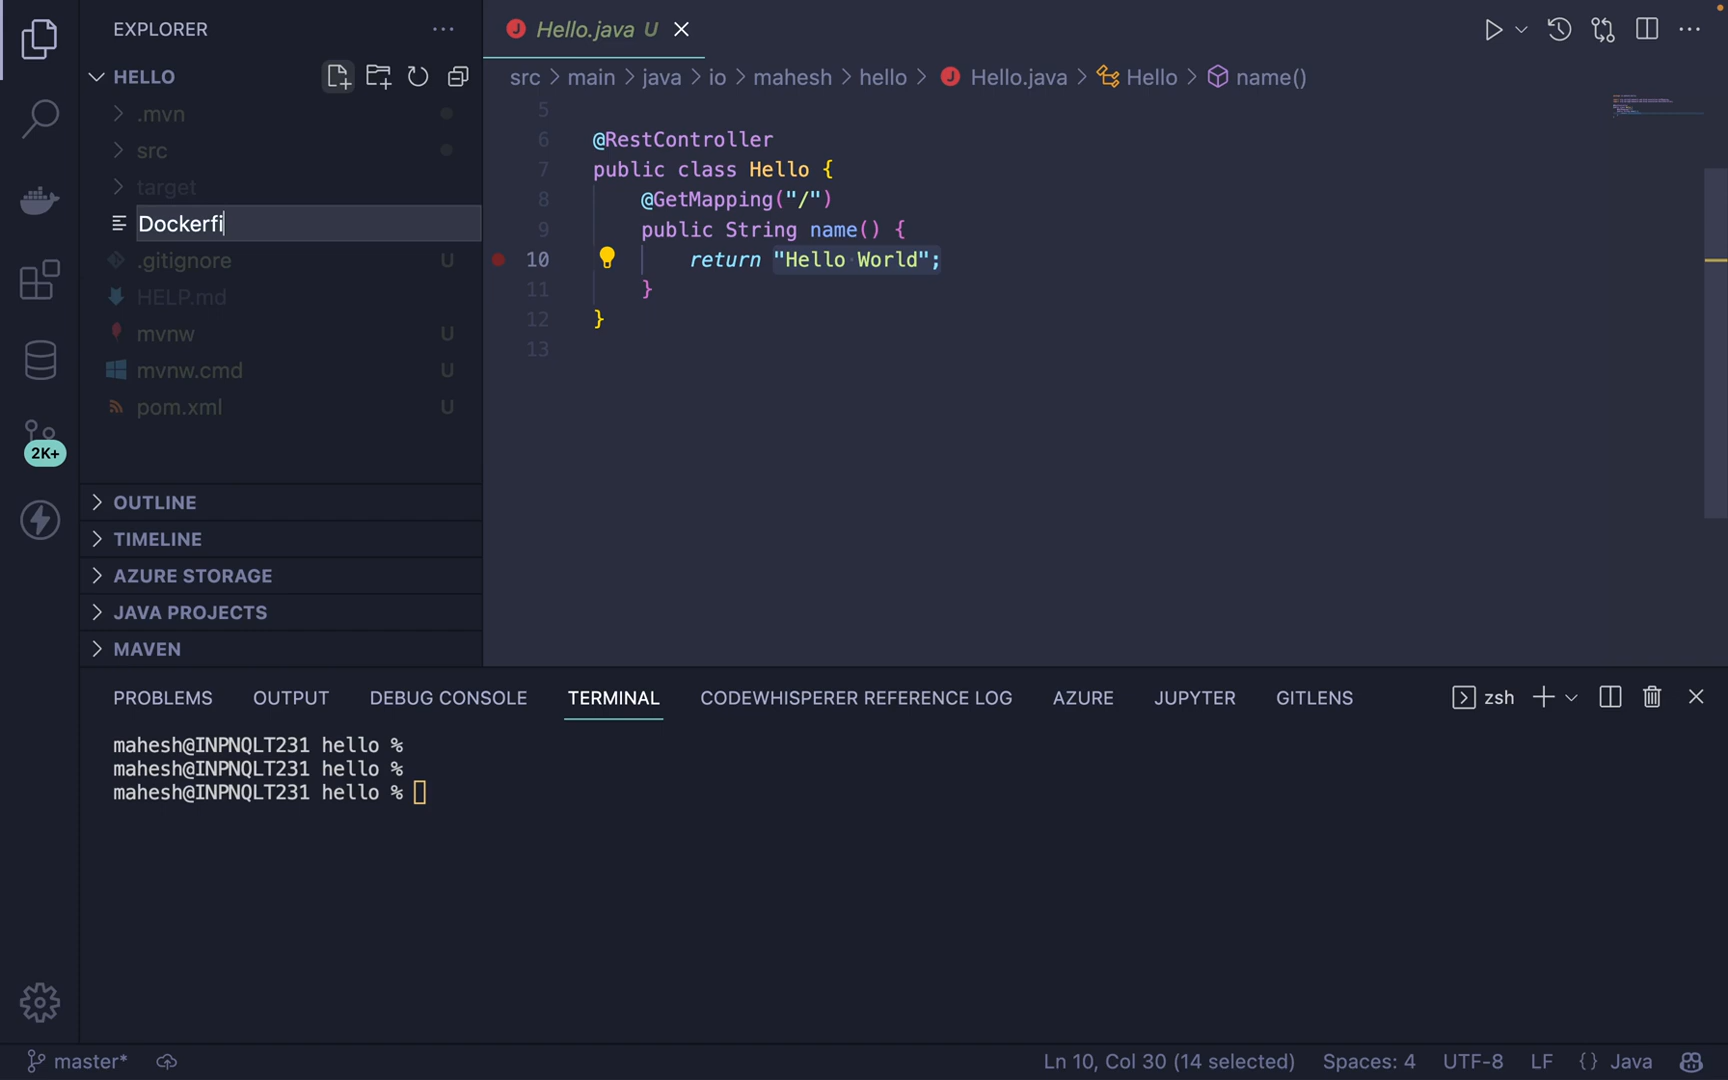 EXPLORER
Hello.java U
HELLO
src > main > java > io > mahesh > hello > Hello.java > Hello > name()
.mvn
src
target
Dockerfi
.gitignore U
HELP.md
mvnw U
mvnw.cmd U
pom.xml U
2K+
OUTLINE
TIMELINE
AZURE STORAGE
JAVA PROJECTS
MAVEN
5
6 @RestController
7 public class Hello {
8 @GetMapping("/")
9 public String name() {
10 return "Hello·World";
11 }
12 }
13
PROBLEMS OUTPUT DEBUG CONSOLE TERMINAL CODEWHISPERER REFERENCE LOG AZURE JUPYTER GITLENS zsh
mahesh@INPNQLT231 hello %
mahesh@INPNQLT231 hello %
mahesh@INPNQLT231 hello %
master* Ln 10, Col 30 (14 selected) Spaces: 4 UTF-8 LF {} Java